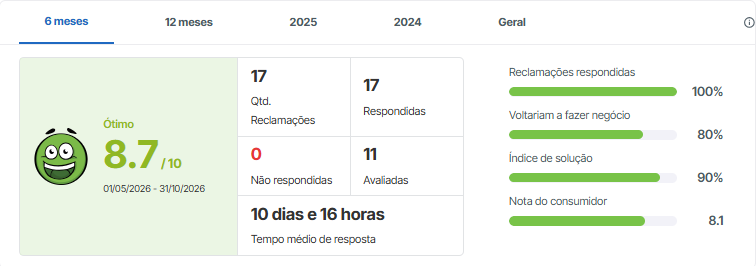 6 meses
12 meses
2025
2024
Geral
Ótimo
8.7 / 10
01/05/2026 - 31/10/2026
17
Qtd.
Reclamações
17
Respondidas
0
Não respondidas
11
Avaliadas
10 dias e 16 horas
Tempo médio de resposta
Reclamações respondidas
100%
Voltariam a fazer negócio
80%
Índice de solução
90%
Nota do consumidor
8.1